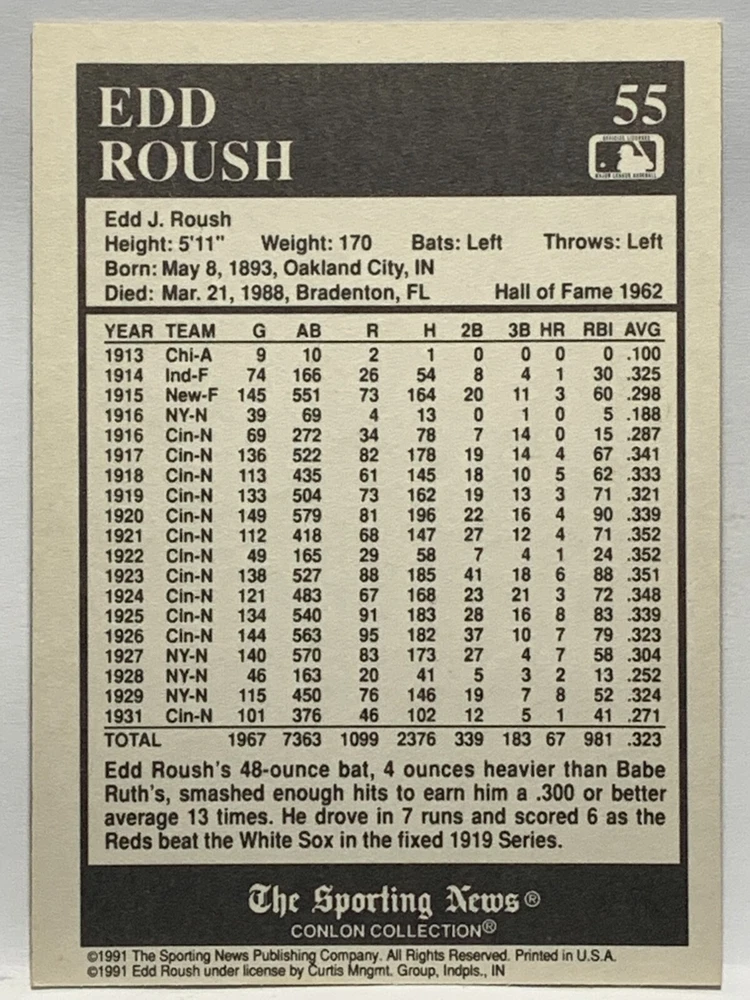 EDD
ROUSH
55
OFFICIAL LICENSEE
MAJOR LEAGUE BASEBALL
Edd J. Roush
Height: 5'11" Weight: 170 Bats: Left Throws: Left
Born: May 8, 1893, Oakland City, IN
Died: Mar. 21, 1988, Bradenton, FL Hall of Fame 1962
YEAR TEAM G AB R H 2B 3B HR RBI AVG
1913 Chi-A 9 10 2 1 0 0 0 0 .100
1914 Ind-F 74 166 26 54 8 4 1 30 .325
1915 New-F 145 551 73 164 20 11 3 60 .298
1916 NY-N 39 69 4 13 0 1 0 5 .188
1916 Cin-N 69 272 34 78 7 14 0 15 .287
1917 Cin-N 136 522 82 178 19 14 4 67 .341
1918 Cin-N 113 435 61 145 18 10 5 62 .333
1919 Cin-N 133 504 73 162 19 13 3 71 .321
1920 Cin-N 149 579 81 196 22 16 4 90 .339
1921 Cin-N 112 418 68 147 27 12 4 71 .352
1922 Cin-N 49 165 29 58 7 4 1 24 .352
1923 Cin-N 138 527 88 185 41 18 6 88 .351
1924 Cin-N 121 483 67 168 23 21 3 72 .348
1925 Cin-N 134 540 91 183 28 16 8 83 .339
1926 Cin-N 144 563 95 182 37 10 7 79 .323
1927 NY-N 140 570 83 173 27 4 7 58 .304
1928 NY-N 46 163 20 41 5 3 2 13 .252
1929 NY-N 115 450 76 146 19 7 8 52 .324
1931 Cin-N 101 376 46 102 12 5 1 41 .271
TOTAL 1967 7363 1099 2376 339 183 67 981 .323
Edd Roush's 48-ounce bat, 4 ounces heavier than Babe
Ruth's, smashed enough hits to earn him a .300 or better
average 13 times. He drove in 7 runs and scored 6 as the
Reds beat the White Sox in the fixed 1919 Series.
The Sporting News®
CONLON COLLECTION®
©1991 The Sporting News Publishing Company. All Rights Reserved. Printed in U.S.A.
©1991 Edd Roush under license by Curtis Mngmt. Group, Indpls., IN